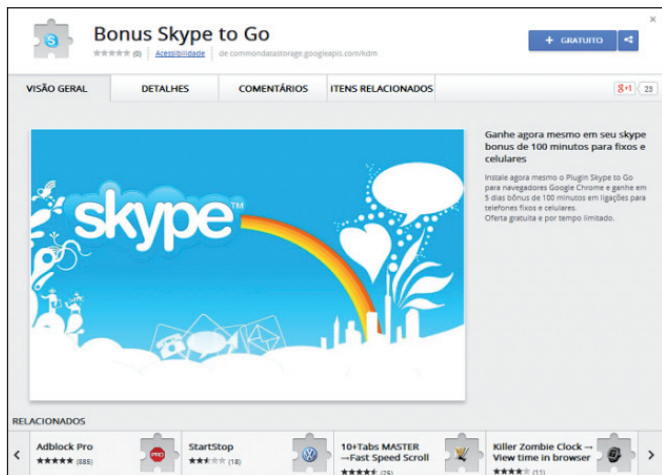 Bonus Skype to Go
(0) Acessibilidade de commondatastorage.googleapis.com/kdm
+ GRATUITO
VISÃO GERAL DETALHES COMENTÁRIOS ITENS RELACIONADOS
g+1 23
skype™
Ganhe agora mesmo em seu skype
bonus de 100 minutos para fixos e
celulares
Instale agora mesmo o Plugin Skype to Go
para navegadores Google Chrome e ganhe em
5 dias bônus de 100 minutos em ligações para
telefones fixos e celulares.
Oferta gratuita e por tempo limitado.
RELACIONADOS
Adblock Pro
(885)
PRO
StartStop
(18)
10+Tabs MASTER
→Fast Speed Scroll
(25)
Killer Zombie Clock →
View time in browser
(11)